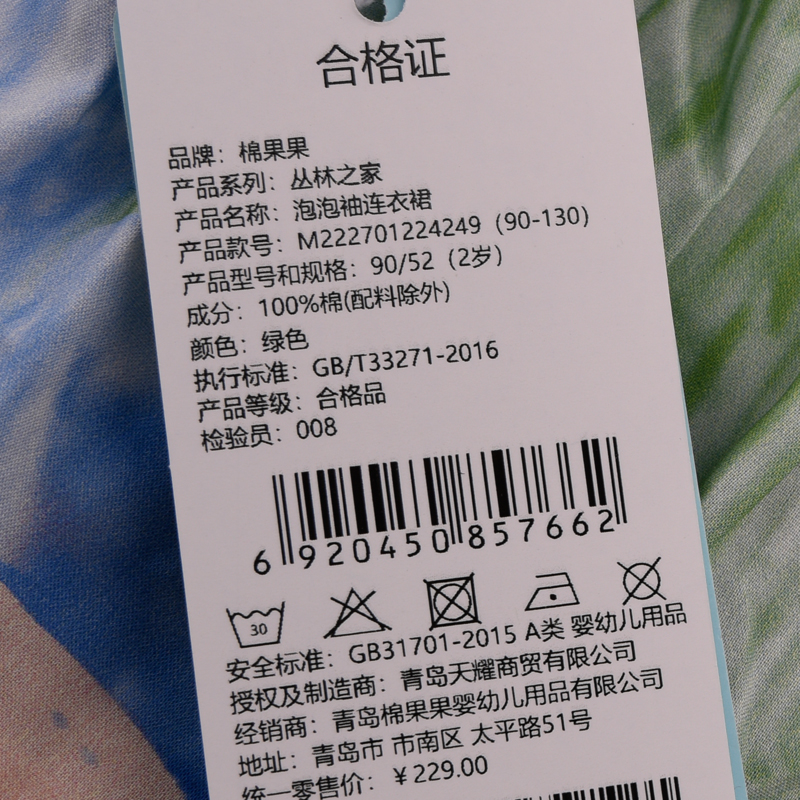 合格证
品牌：棉果果
产品系列：丛林之家
产品名称：泡泡袖连衣裙
产品款号：M222701224249（90-130）
产品型号和规格：90/52（2岁）
成分：100%棉(配料除外)
颜色：绿色
执行标准：GB/T33271-2016
产品等级：合格品
检验员：008
6 920450 857662
30
安全标准：GB31701-2015 A类 婴幼儿用品
授权及制造商：青岛天耀商贸有限公司
经销商：青岛棉果果婴幼儿用品有限公司
地址：青岛市 市南区 太平路51号
统一零售价：￥229.00